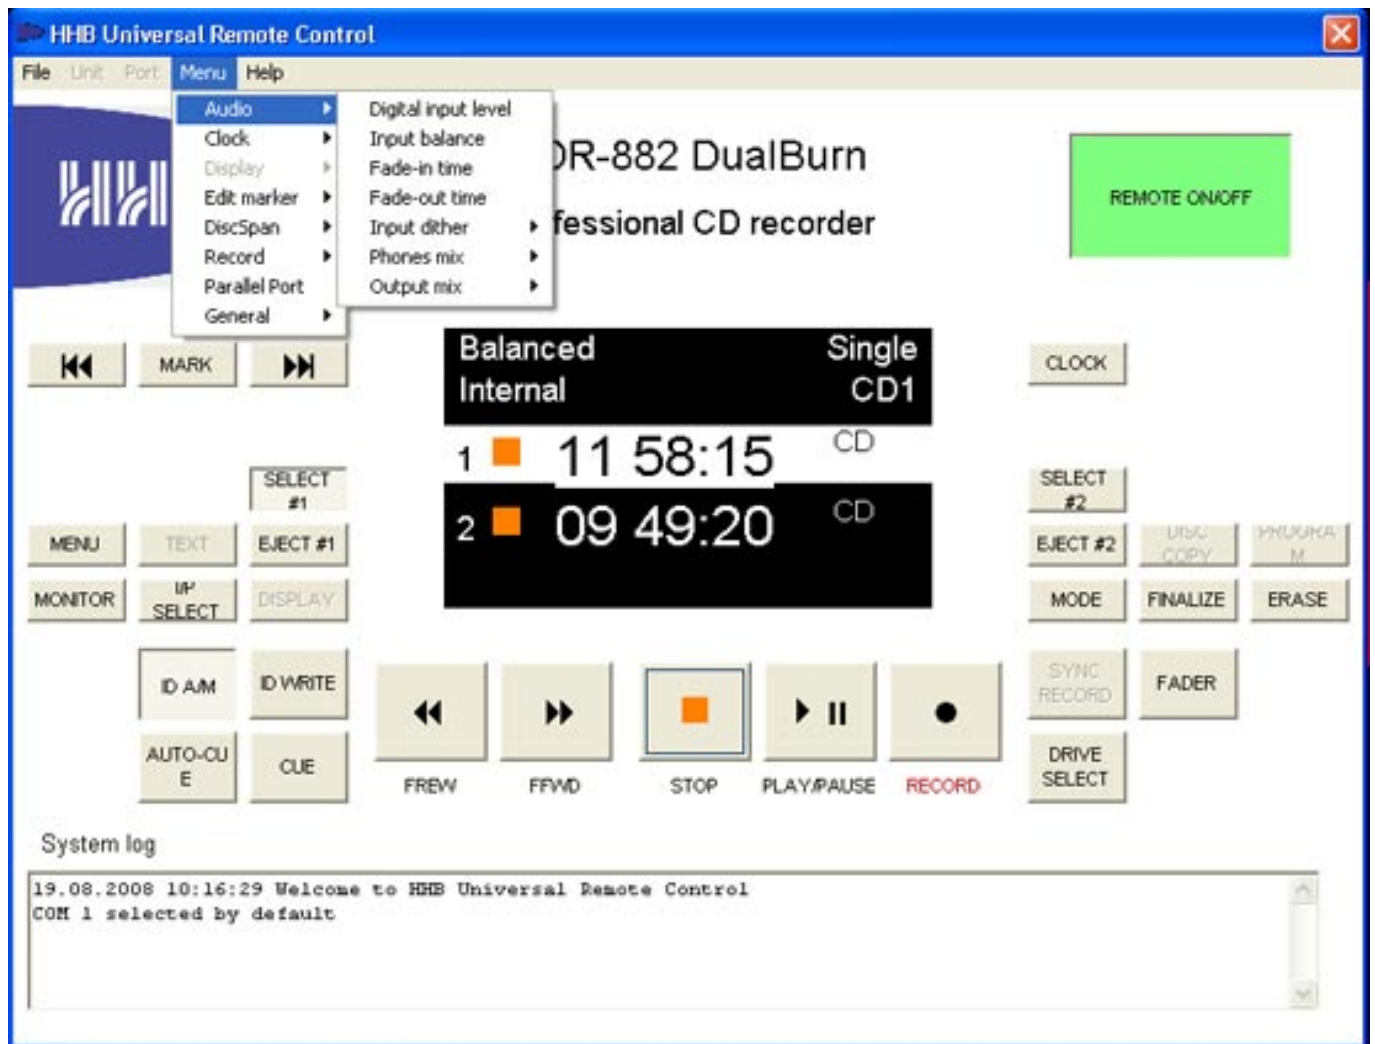 HHB Universal Remote Control
File Unit Port Menu Help
Audio
Clock
Display
Edit marker
DiscSpan
Record
Parallel Port
General
Digital input level
Input balance
Fade-in time
Fade-out time
Input dither
Phones mix
Output mix
DR-882 DualBurn
fessional CD recorder
REMOTE ON/OFF
MARK
Balanced Single
Internal CD1
1 11 58:15 CD
2 09 49:20 CD
CLOCK
SELECT
#1
SELECT
#2
MENU TEXT EJECT #1
EJECT #2 DISC
COPY
PROGRA
M
MONITOR I/P
SELECT
DISPLAY
MODE FINALIZE ERASE
ID A/M ID WRITE
SYNC
RECORD
FADER
AUTO-CU
E
CUE
FREW FFWD STOP PLAY/PAUSE RECORD
DRIVE
SELECT
System log
19.08.2008 10:16:29 Welcome to HHB Universal Remote Control
COM 1 selected by default